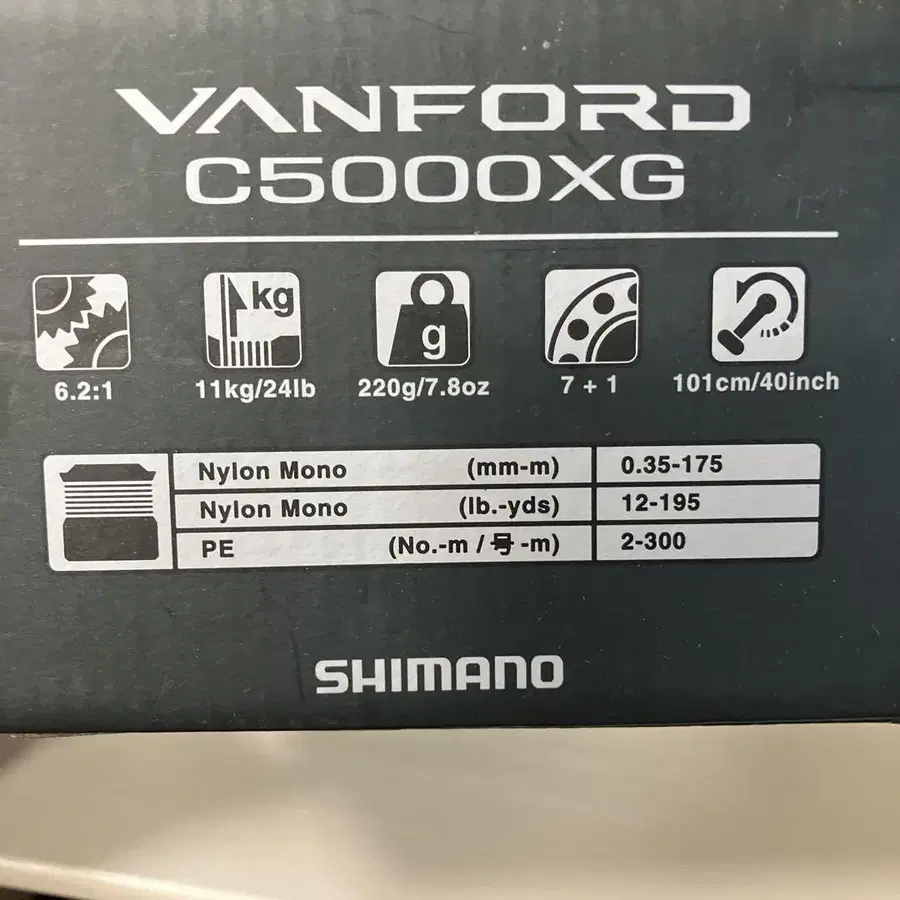 VANFORD
C5000XG
kg
g
6.2:1 11kg/24lb 220g/7.8oz 7 + 1 101cm/40inch
Nylon Mono (mm-m) 0.35-175
Nylon Mono (lb.-yds) 12-195
PE (No.-m / 号 -m) 2-300
SHIMANO